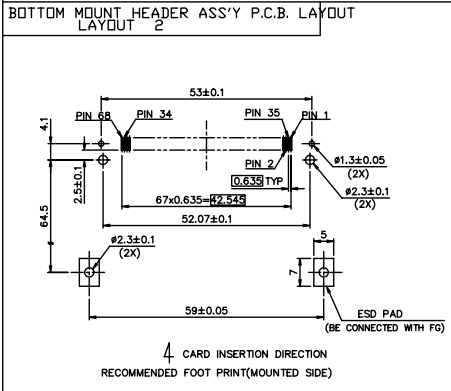 BOTTOM MOUNT HEADER ASS'Y P.C.B. LAYOUT
LAYOUT 2
53±0.1
PIN 68
PIN 34
PIN 35
PIN 1
4.1
PIN 2
ø1.3±0.05
(2X)
2.5±0.1
0.635 TYP
ø2.3±0.1
(2X)
67x0.635=42.545
64.5
52.07±0.1
ø2.3±0.1
(2X)
5
7
59±0.05
ESD PAD
(BE CONNECTED WITH FG)
CARD INSERTION DIRECTION
RECOMMENDED FOOT PRINT(MOUNTED SIDE)